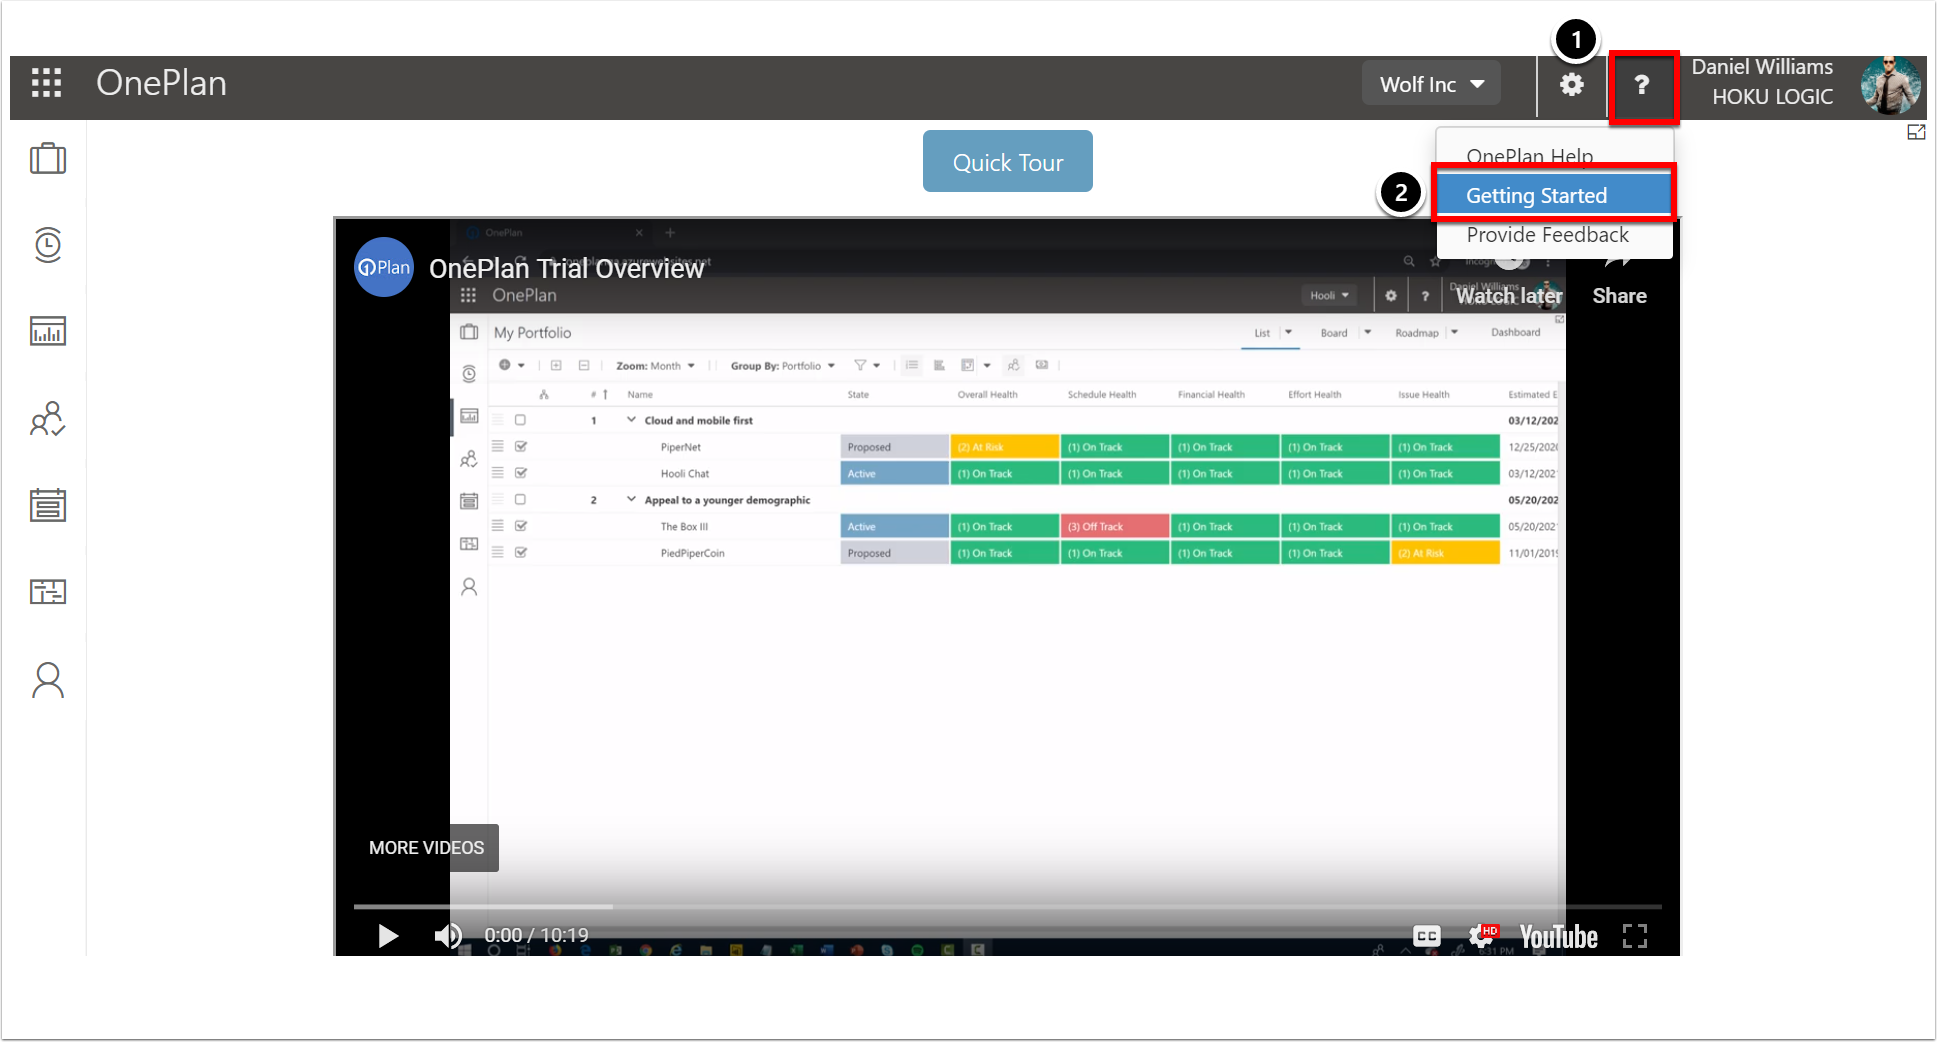 1
OnePlan
Wolf Inc
?
Daniel Williams
HOKU LOGIC
Quick Tour
OnePlan Help
2
Getting Started
Provide Feedback
OnePlan
Plan
OnePlan Trial Overview
Watch later
Share
OnePlan
Hooli
?
My Portfolio
List
Board
Roadmap
Dashboard
Zoom: Month
Group By: Portfolio
# Name State Overall Health Schedule Health Financial Health Effort Health Issue Health Estimated E
1 Cloud and mobile first 03/12/202
PiperNet Proposed (2) At Risk (1) On Track (1) On Track (1) On Track (1) On Track 12/25/202
Hooli Chat Active (1) On Track (1) On Track (1) On Track (1) On Track (1) On Track 03/12/202
2 Appeal to a younger demographic 05/20/202
The Box III Active (1) On Track (3) Off Track (1) On Track (1) On Track (1) On Track 05/20/202
PiedPiperCoin Proposed (1) On Track (1) On Track (1) On Track (1) On Track (2) At Risk 11/01/2019
MORE VIDEOS
0:00 / 10:19
CC
HD
YouTube
6:31 PM